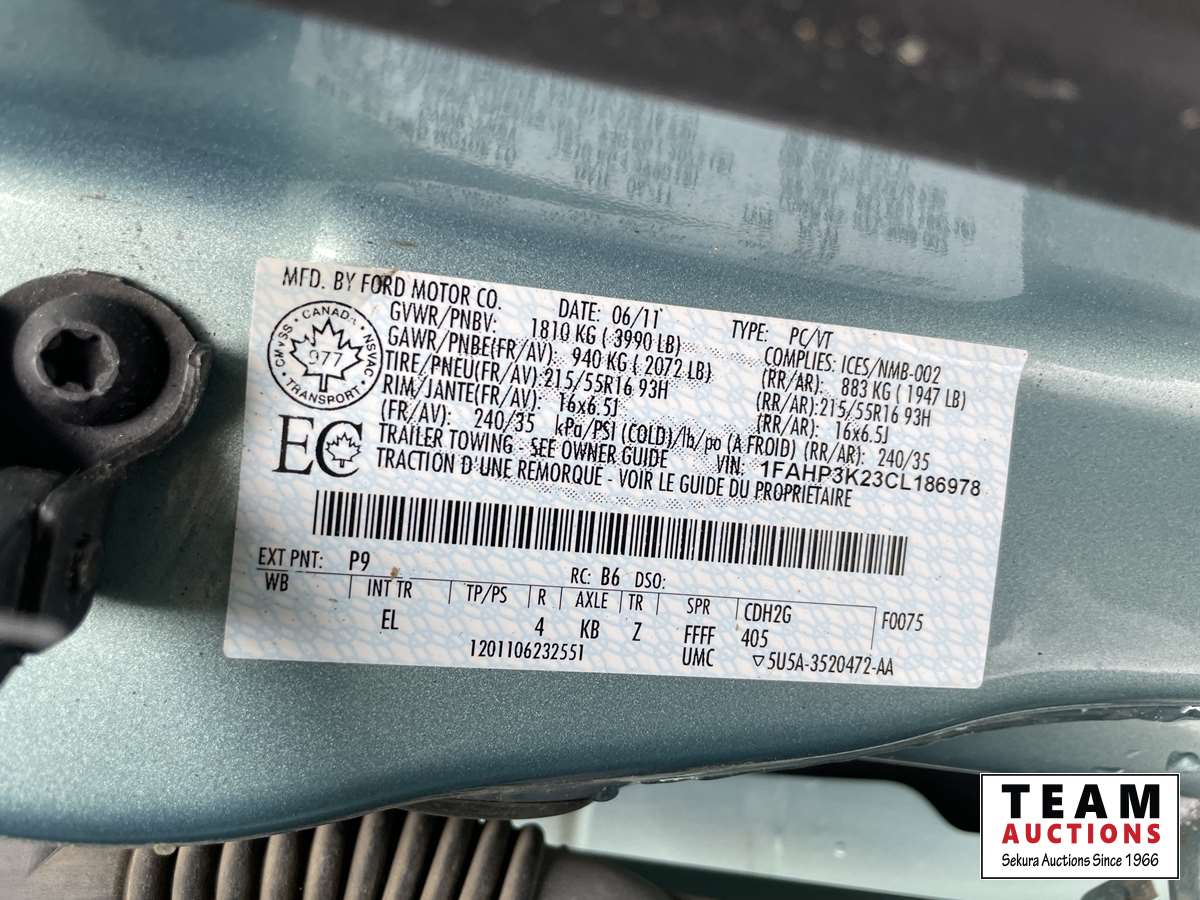 MFD. BY FORD MOTOR CO. DATE: 06/11 TYPE: PC/VT
GVWR/PNBV: 1810 KG ( 3990 LB) COMPLIES: ICES/NMB-002
GAWR/PNBE(FR/AV): 940 KG ( 2072 LB) (RR/AR): 883 KG ( 1947 LB)
TIRE/PNEU(FR/AV):215/55R16 93H (RR/AR):215/55R16 93H
RIM/JANTE(FR/AV): 16x6.5J (RR/AR): 16x6.5J
(FR/AV): 240/35 kPa/PSI (COLD)/lb/po (A FROID) (RR/AR): 240/35
TRAILER TOWING - SEE OWNER GUIDE VIN: 1FAHP3K23CL186978
TRACTION D'UNE REMORQUE - VOIR LE GUIDE DU PROPRIÉTAIRE
CANADA
CMVSS 977 NSVAC
TRANSPORT
EC
EXT PNT: P9 RC: B6 DSO:
WB INT TR TP/PS R AXLE TR SPR CDH2G F0075
EL 4 KB Z FFFF 405
1201106232551 UMC ▽5U5A-3520472-AA
TEAM
AUCTIONS
Sekura Auctions Since 1966